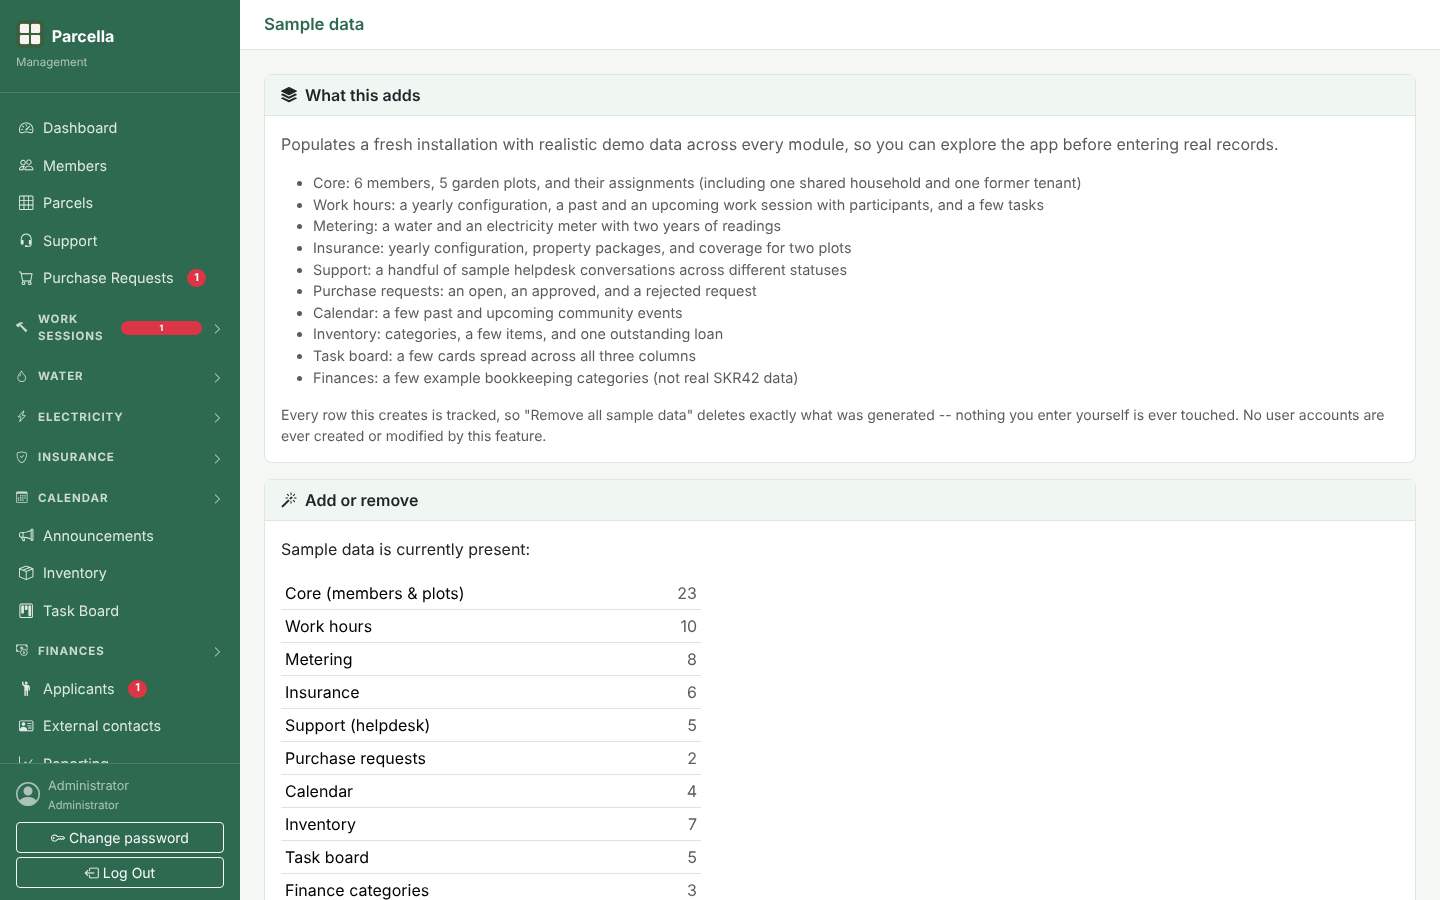 Parcella
Management
Dashboard
Members
Parcels
Support
Purchase Requests 1
WORK
SESSIONS 1
WATER
ELECTRICITY
INSURANCE
CALENDAR
Announcements
Inventory
Task Board
FINANCES
Applicants 1
External contacts
Reporting
Administrator
Administrator
Change password
Log Out
Sample data
What this adds
Populates a fresh installation with realistic demo data across every module, so you can explore the app before entering real records.
Core: 6 members, 5 garden plots, and their assignments (including one shared household and one former tenant)
Work hours: a yearly configuration, a past and an upcoming work session with participants, and a few tasks
Metering: a water and an electricity meter with two years of readings
Insurance: yearly configuration, property packages, and coverage for two plots
Support: a handful of sample helpdesk conversations across different statuses
Purchase requests: an open, an approved, and a rejected request
Calendar: a few past and upcoming community events
Inventory: categories, a few items, and one outstanding loan
Task board: a few cards spread across all three columns
Finances: a few example bookkeeping categories (not real SKR42 data)
Every row this creates is tracked, so "Remove all sample data" deletes exactly what was generated -- nothing you enter yourself is ever touched. No user accounts are
ever created or modified by this feature.
Add or remove
Sample data is currently present:
Core (members & plots) 23
Work hours 10
Metering 8
Insurance 6
Support (helpdesk) 5
Purchase requests 2
Calendar 4
Inventory 7
Task board 5
Finance categories 3